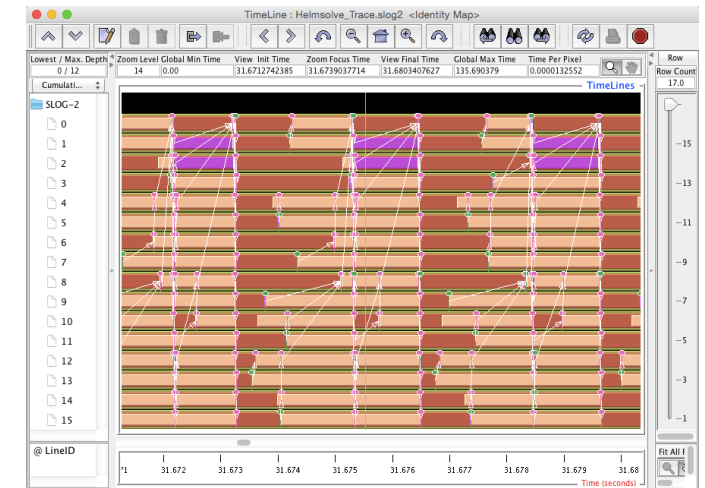 TimeLine : Helmsolve_Trace.slog2 <Identity Map>
Lowest / Max. Depth
0 / 12
Zoom Level
14
Global Min Time
0.00
View Init Time
31.6712742385
Zoom Focus Time
31.6739037714
View Final Time
31.6803407627
Global Max Time
135.690379
Time Per Pixel
0.0000132552
Row
Row Count
17.0
Cumulati...
TimeLines
SLOG-2
0
1
2
3
4
5
6
7
8
9
10
11
12
13
14
15
15
13
11
9
7
5
3
1
@ LineID
Fit All
31.672
31.673
31.674
31.675
31.676
31.677
31.678
31.679
31.68
Time (seconds)